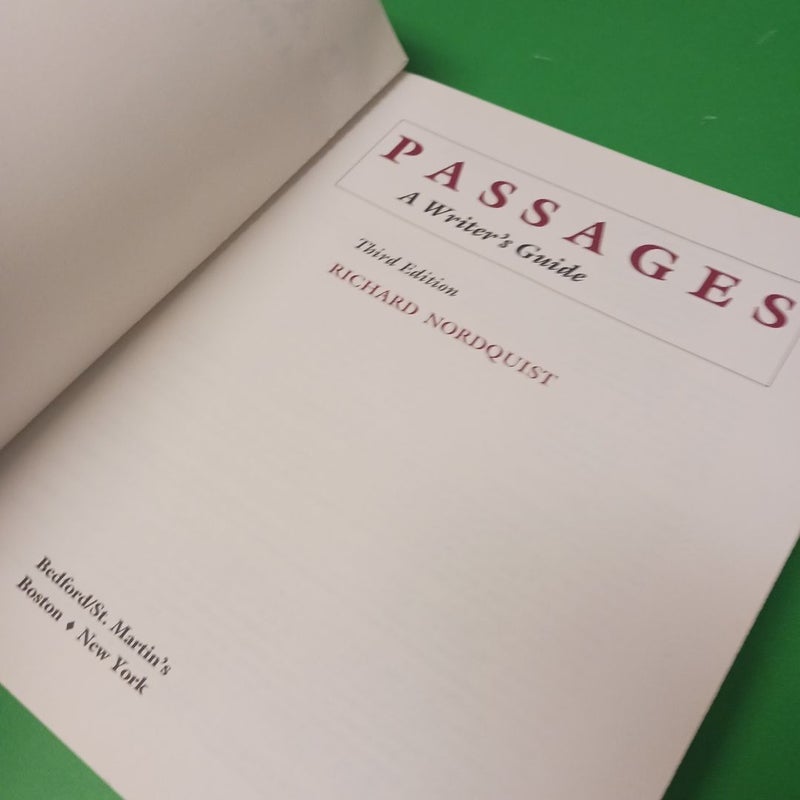 PASSAGES
A Writer's Guide
Third Edition
RICHARD NORDQUIST
Bedford/St. Martin's
Boston ♦ New York